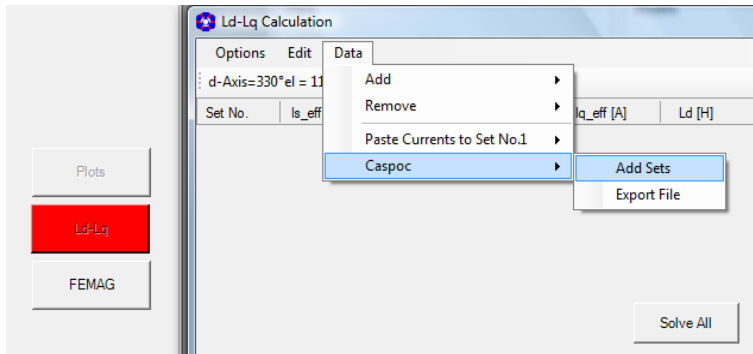 Ld-Lq Calculation
Options Edit Data
d-Axis=330°el = 11
Set No. Is_eff Iq_eff [A] Ld [H]
Add
Remove
Paste Currents to Set No.1
Caspoc
Add Sets
Export File
Plots
Ld-Lq
FEMAG
Solve All